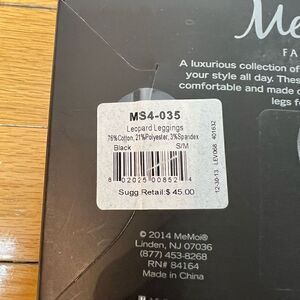 Me
FA
A luxurious collection of
your style all day. These
comfortable and made
legs f
MS4-035
Leopard Leggings
76%Cotton, 21%Polyester, 3%Spandex
Black S/M
8 02025 00852 4
Sugg Retail:$ 45.00
12-30-13 LEV068 401632
© 2014 MeMoi®
Linden, NJ 07036
(877) 453-8268
RN# 84164
Made in China